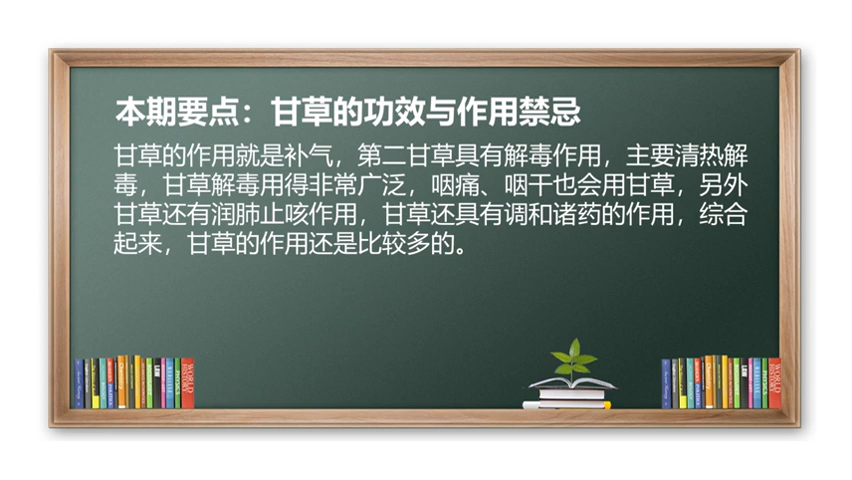 本期要点：甘草的功效与作用禁忌
甘草的作用就是补气，第二甘草具有解毒作用，主要清热解
毒，甘草解毒用得非常广泛，咽痛、咽干也会用甘草，另外
甘草还有润肺止咳作用，甘草还具有调和诸药的作用，综合
起来，甘草的作用还是比较多的。
WORLD HISTORY
WORLD HISTORY